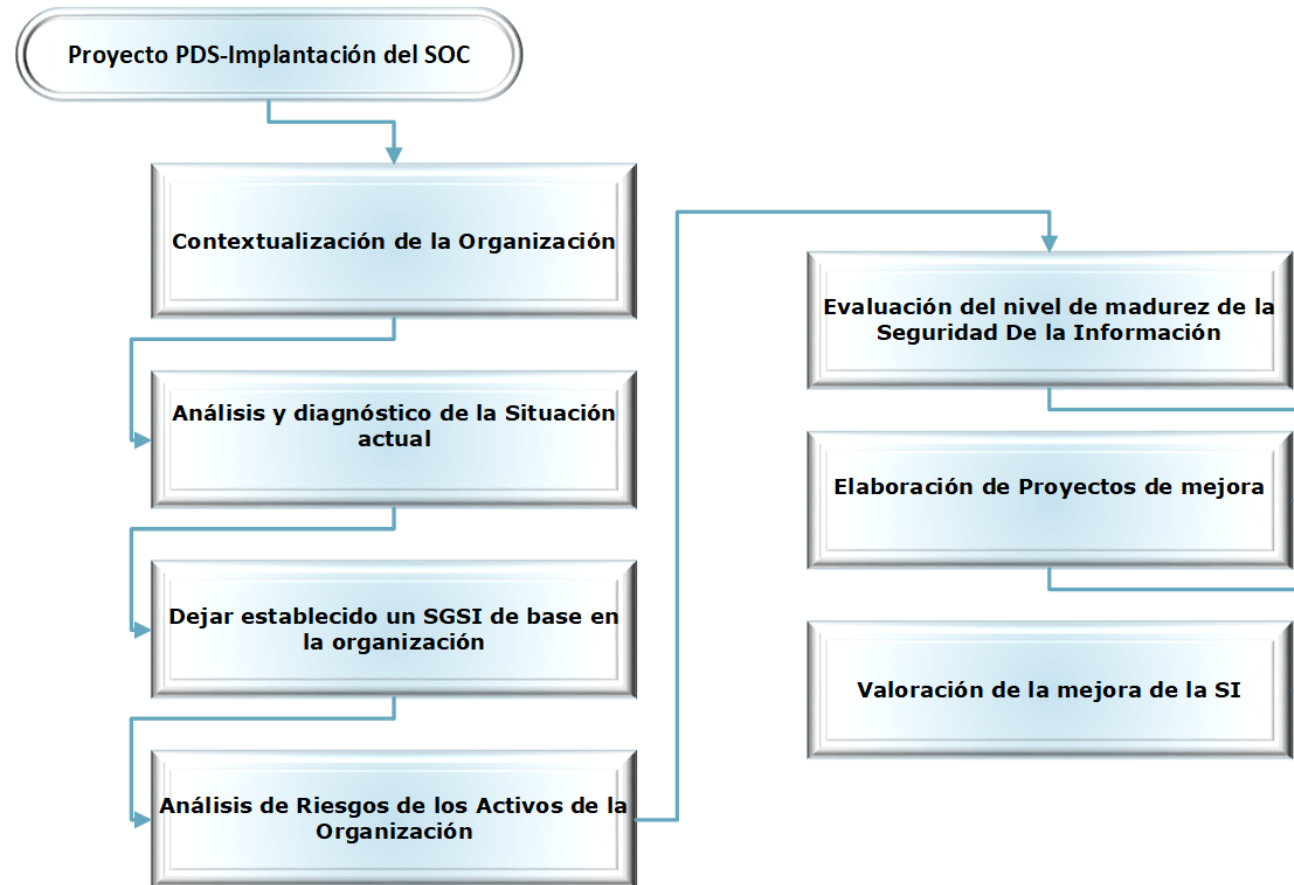 Proyecto PDS-Implantación del SOC
Contextualización de la Organización
Análisis y diagnóstico de la Situación
actual
Dejar establecido un SGSI de base en
la organización
Análisis de Riesgos de los Activos de la
Organización
Evaluación del nivel de madurez de la
Seguridad De la Información
Elaboración de Proyectos de mejora
Valoración de la mejora de la SI